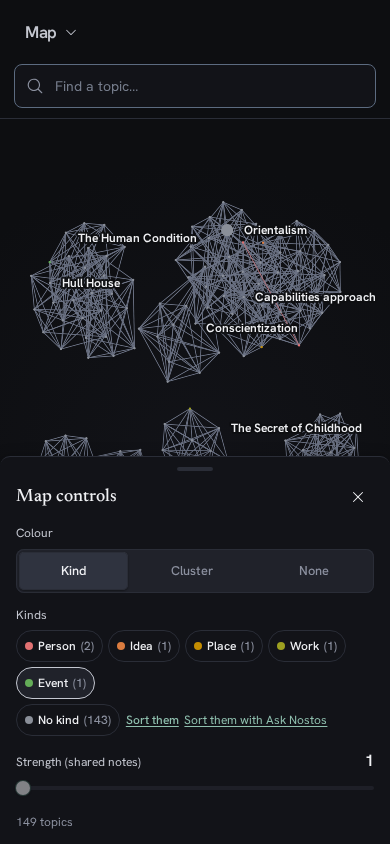 Map
Find a topic...
Orientalism
The Human Condition
Hull House
Capabilities approach
Conscientization
The Secret of Childhood
Map controls
Colour
Kind Cluster None
Kinds
Person (2) Idea (1) Place (1) Work (1)
Event (1)
No kind (143) Sort them Sort them with Ask Nostos
Strength (shared notes) 1
149 topics